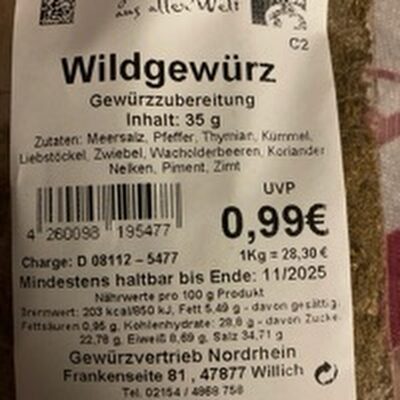 aus aller Welt
C2
Wildgewürz
Gewürzzubereitung
Inhalt: 35 g
Zutaten: Meersalz, Pfeffer, Thymian, Kümmel,
Liebstöckel, Zwiebel, Wacholderbeeren, Koriander
Nelken, Piment, Zimt
UVP
0,99€
4 260098 195477
1Kg = 28,30 €
Charge: D 08112 – 5477
Mindestens haltbar bis Ende: 11/2025
Nährwerte pro 100 g Produkt
Brennwert: 203 kcal/850 kJ, Fett 5,49 g - davon gesättig.
Fettsäuren 0,95 g, Kohlenhydrate: 28,8 g - davon Zucke
22,78 g, Eiweiß 8,69 g, Salz 34,71 g
Gewürzvertrieb Nordrhein
Frankenseite 81 , 47877 Willich
Tel. 02154 / 4868 758